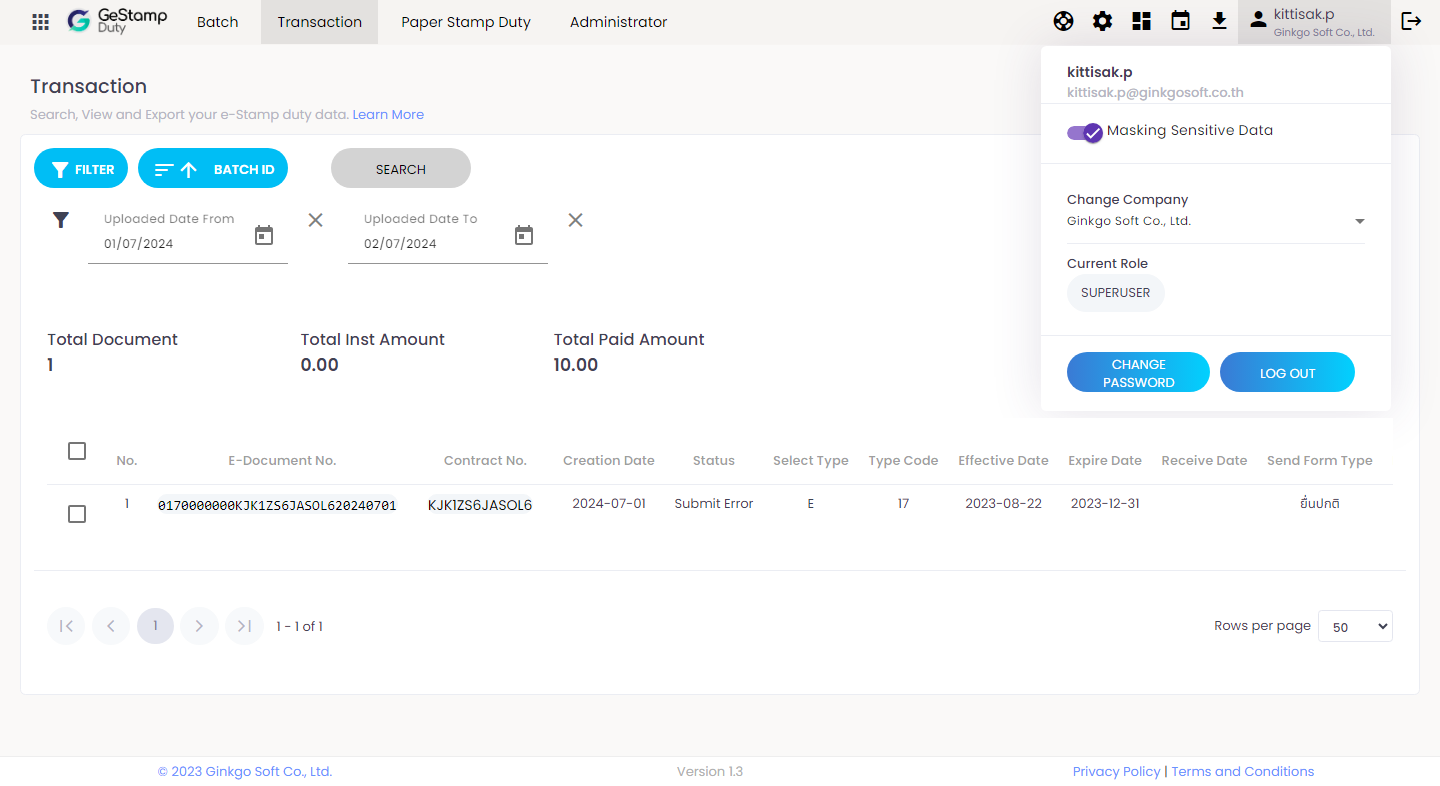 GeStamp
Duty
Batch
Transaction
Paper Stamp Duty
Administrator
kittisak.p
Ginkgo Soft Co., Ltd.
kittisak.p
kittisak.p@ginkgosoft.co.th
Masking Sensitive Data
Change Company
Ginkgo Soft Co., Ltd.
Current Role
SUPERUSER
CHANGE
PASSWORD
LOG OUT
Transaction
Search, View and Export your e-Stamp duty data. Learn More
FILTER
BATCH ID
SEARCH
Uploaded Date From
01/07/2024
Uploaded Date To
02/07/2024
Total Document
1
Total Inst Amount
0.00
Total Paid Amount
10.00
No. E-Document No. Contract No. Creation Date Status Select Type Type Code Effective Date Expire Date Receive Date Send Form Type
1 0170000000KJK1ZS6JASOL620240701 KJK1ZS6JASOL6 2024-07-01 Submit Error E 17 2023-08-22 2023-12-31 ยื่นปกติ
1
1 - 1 of 1
Rows per page 50
© 2023 Ginkgo Soft Co., Ltd.
Version 1.3
Privacy Policy | Terms and Conditions